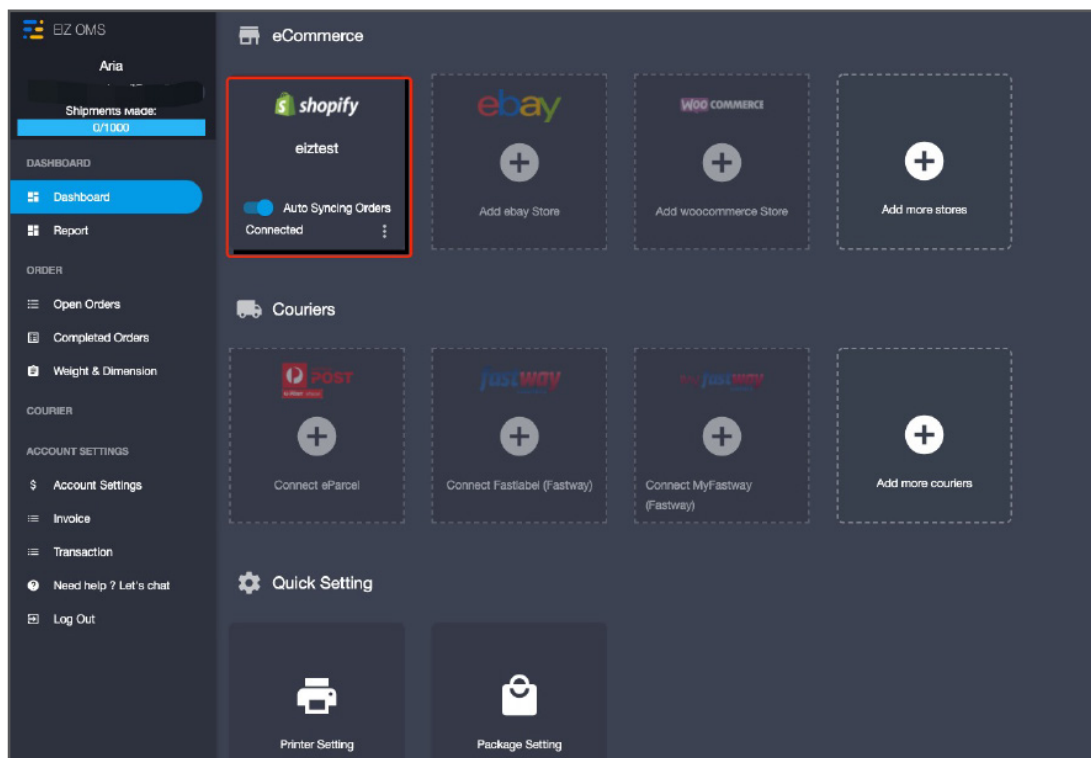 EIZ OMS
Aria
Shipments Made:
0/1000
DASHBOARD
Dashboard
Report
ORDER
Open Orders
Completed Orders
Weight & Dimension
COURIER
ACCOUNT SETTINGS
Account Settings
Invoice
Transaction
Need help ? Let's chat
Log Out
eCommerce
shopify
eiztest
Auto Syncing Orders
Connected
ebay
Add ebay Store
WOO COMMERCE
Add woocommerce Store
Add more stores
Couriers
POST
Connect eParcel
fastway
Connect Fastlabel (Fastway)
fastway
Connect MyFastway
(Fastway)
Add more couriers
Quick Setting
Printer Setting
Package Setting